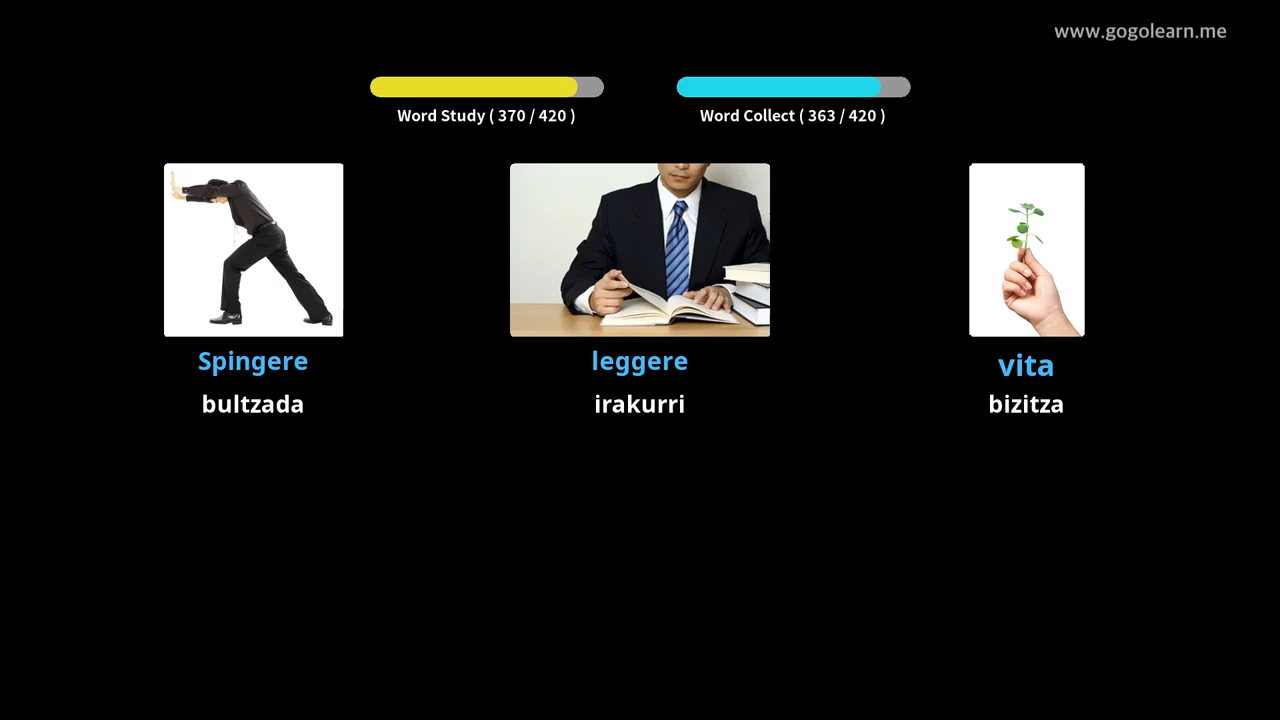 www.gogolearn.me
Word Study ( 370 / 420 )
Word Collect ( 363 / 420 )
Spingere
bultzada
leggere
irakurri
vita
bizitza